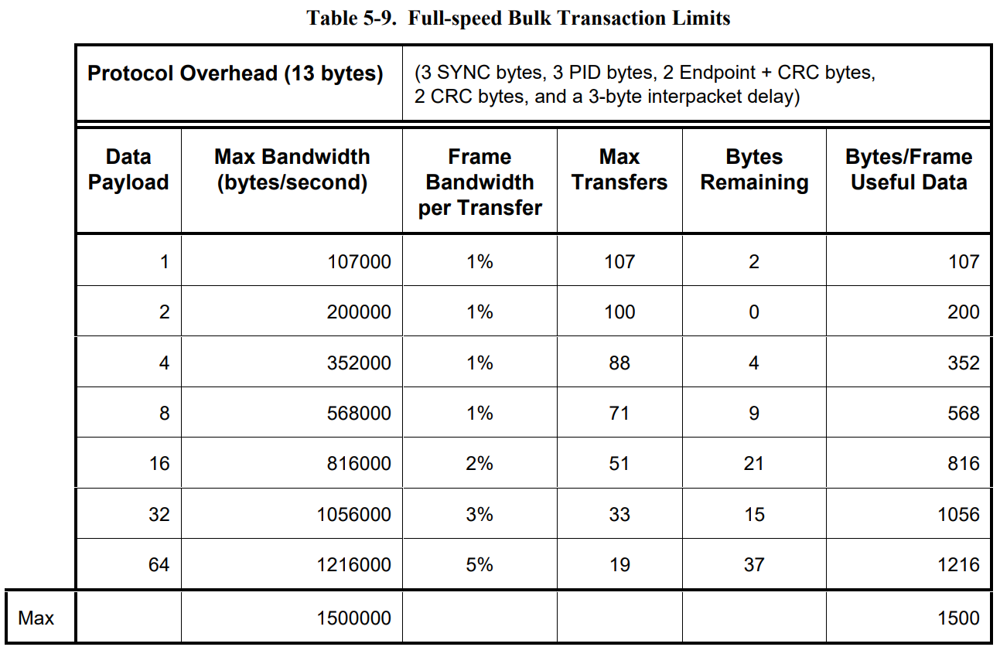 Table 5-9. Full-speed Bulk Transaction Limits
Protocol Overhead (13 bytes) (3 SYNC bytes, 3 PID bytes, 2 Endpoint + CRC bytes,
2 CRC bytes, and a 3-byte interpacket delay)
Data Max Bandwidth Frame Max Bytes Bytes/Frame
Payload (bytes/second) Bandwidth Transfers Remaining Useful Data
per Transfer
1 107000 1% 107 2 107
2 200000 1% 100 0 200
4 352000 1% 88 4 352
8 568000 1% 71 9 568
16 816000 2% 51 21 816
32 1056000 3% 33 15 1056
64 1216000 5% 19 37 1216
Max 1500000 1500